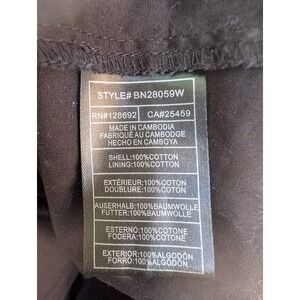 STYLE# BN28059W
RN#128692 CA#25459
MADE IN CAMBODIA
FABRIQUÉ AU CAMBODGE
HECHO EN CAMBOYA
SHELL:100%COTTON
LINING:100%COTTON
EXTÉRIEUR:100%COTON
DOUBLURE:100%COTON
AUßERHALB:100%BAUMWOLLE
FUTTER:100%BAUMWOLLE
ESTERNO:100%COTONE
FODERA:100%COTONE
EXTERIOR:100%ALGODÓN
FORRO:100%ALGODÓN